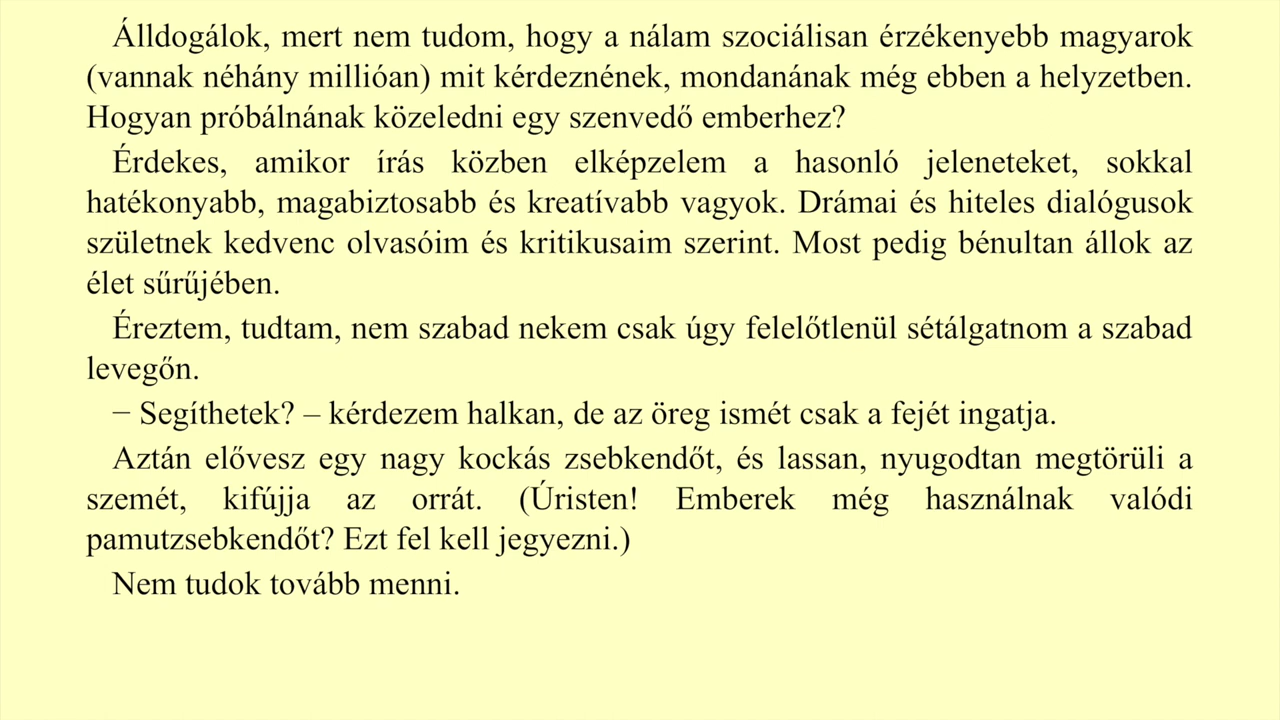 Álldogálok, mert nem tudom, hogy a nálam szociálisan érzékenyebb magyarok
(vannak néhány millióan) mit kérdeznének, mondanának még ebben a helyzetben.
Hogyan próbálnának közeledni egy szenvedő emberhez?
Érdekes, amikor írás közben elképzelem a hasonló jeleneteket, sokkal
hatékonyabb, magabiztosabb és kreatívabb vagyok. Drámai és hiteles dialógusok
születnek kedvenc olvasóim és kritikusaim szerint. Most pedig bénultan állok az
élet sűrűjében.
Éreztem, tudtam, nem szabad nekem csak úgy felelőtlenül sétálgatnom a szabad
levegőn.
− Segíthetek? – kérdezem halkan, de az öreg ismét csak a fejét ingatja.
Aztán elővesz egy nagy kockás zsebkendőt, és lassan, nyugodtan megtörüli a
szemét, kifújja az orrát. (Úristen! Emberek még használnak valódi
pamutzsebkendőt? Ezt fel kell jegyezni.)
Nem tudok tovább menni.